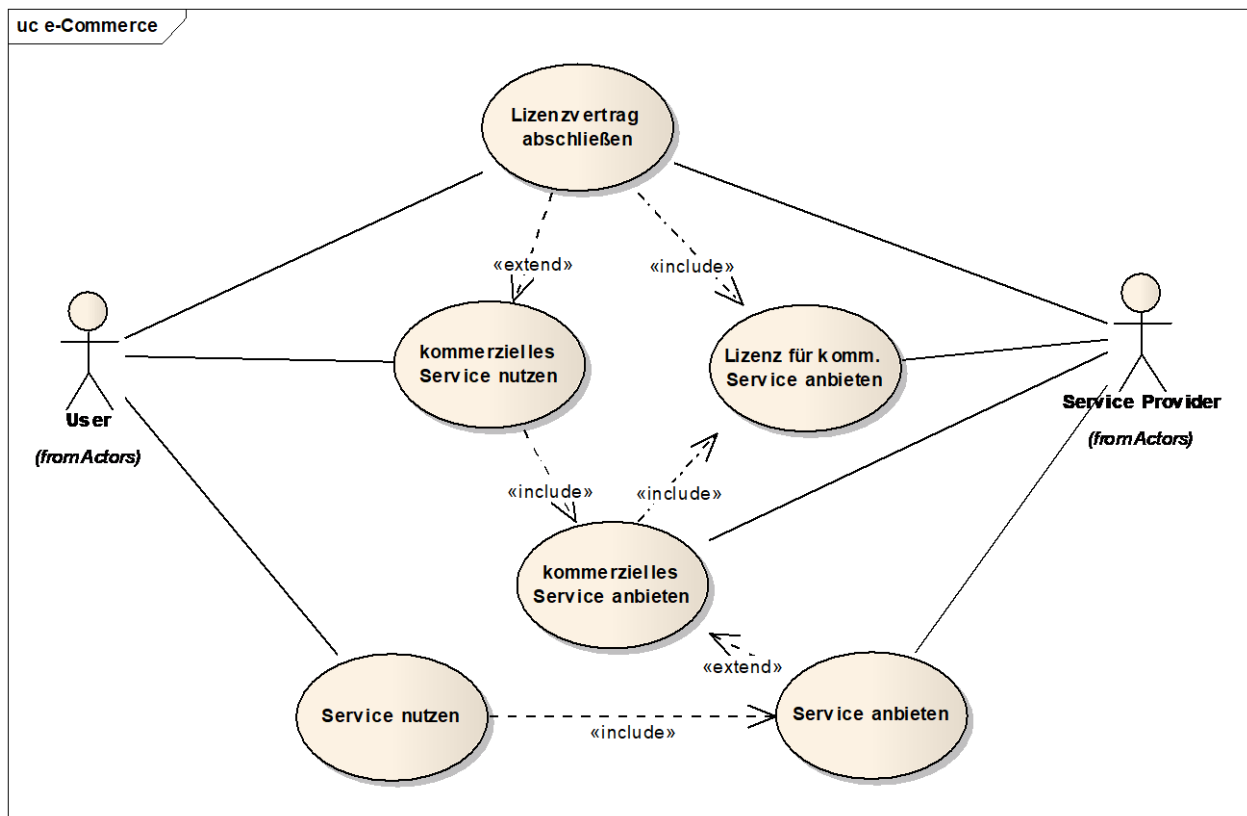 uc e-Commerce
Lizenzvertrag
abschließen
«extend»
«include»
kommerzielles
Service nutzen
Lizenz für komm.
Service anbieten
User
(from Actors)
Service Provider
(from Actors)
«include»
«include»
kommerzielles
Service anbieten
«extend»
Service nutzen
«include»
Service anbieten